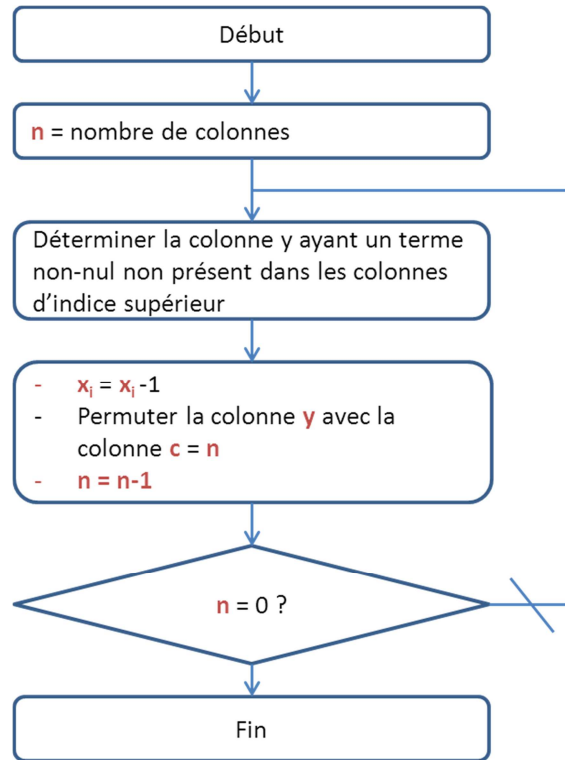 Début
n = nombre de colonnes
Déterminer la colonne y ayant un terme
non-nul non présent dans les colonnes
d’indice supérieur
- xᵢ = xᵢ -1
- Permuter la colonne y avec la
colonne c = n
- n = n-1
n = 0 ?
Fin